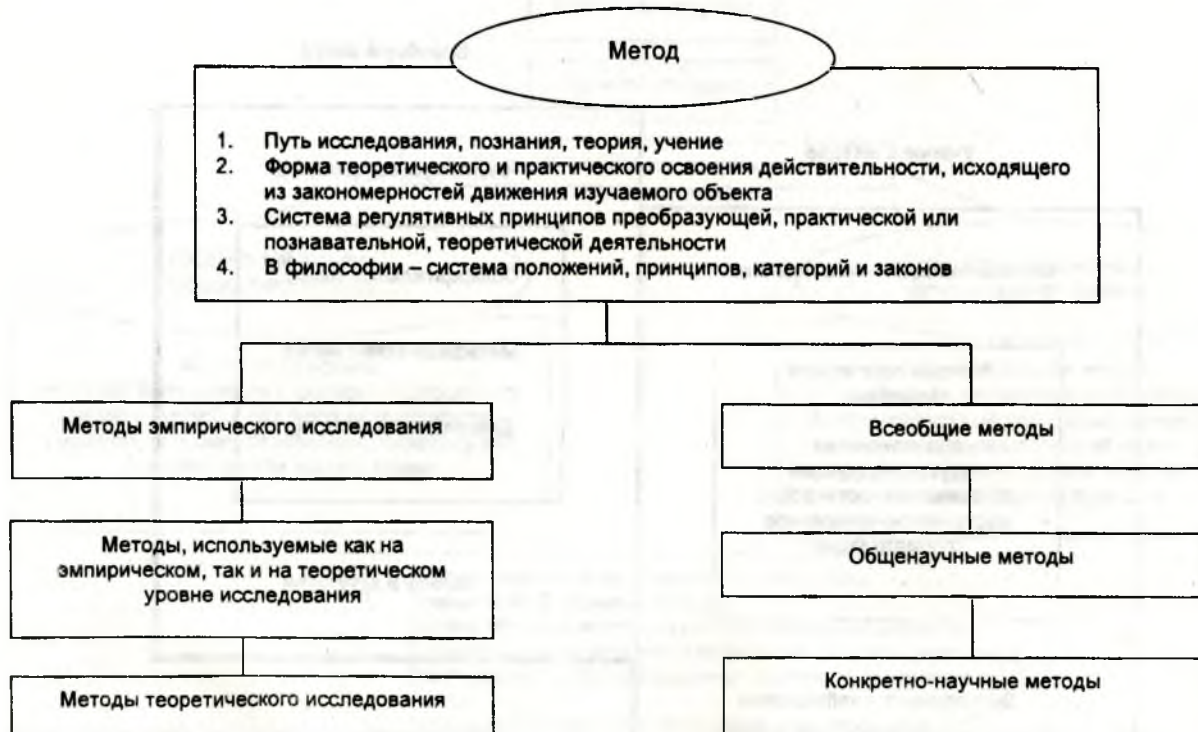 Метод
1. Путь исследования, познания, теория, учение
2. Форма теоретического и практического освоения действительности, исходящего
из закономерностей движения изучаемого объекта
3. Система регулятивных принципов преобразующей, практической или
познавательной, теоретической деятельности
4. В философии – система положений, принципов, категорий и законов
Методы эмпирического исследования
Методы, используемые как на
эмпирическом, так и на теоретическом
уровне исследования
Методы теоретического исследования
Всеобщие методы
Общенаучные методы
Конкретно-научные методы